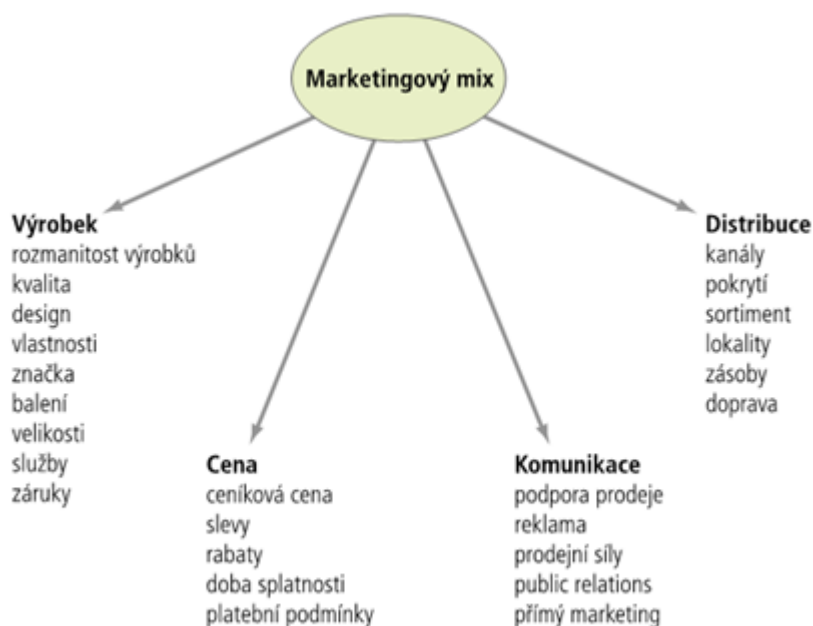 Marketingový mix
Výrobek
rozmanitost výrobků
kvalita
design
vlastnosti
značka
balení
velikosti
služby
záruky
Cena
ceníková cena
slevy
rabaty
doba splatnosti
platební podmínky
Komunikace
podpora prodeje
reklama
prodejní síly
public relations
přímý marketing
Distribuce
kanály
pokrytí
sortiment
lokality
zásoby
doprava